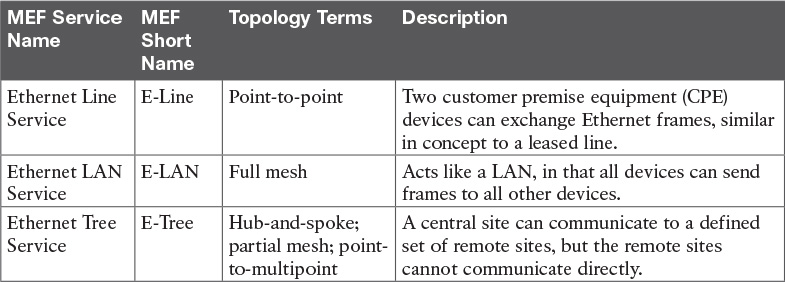 MEF Service Name	MEF Short Name	Topology Terms	Description
Ethernet Line Service	E-Line	Point-to-point	Two customer premise equipment (CPE)
devices can exchange Ethernet frames, similar
in concept to a leased line.
Ethernet LAN Service	E-LAN	Full mesh	Acts like a LAN, in that all devices can send
frames to all other devices.
Ethernet Tree Service	E-Tree	Hub-and-spoke; partial mesh; point-to-multipoint	A central site can communicate to a defined
set of remote sites, but the remote sites
cannot communicate directly.